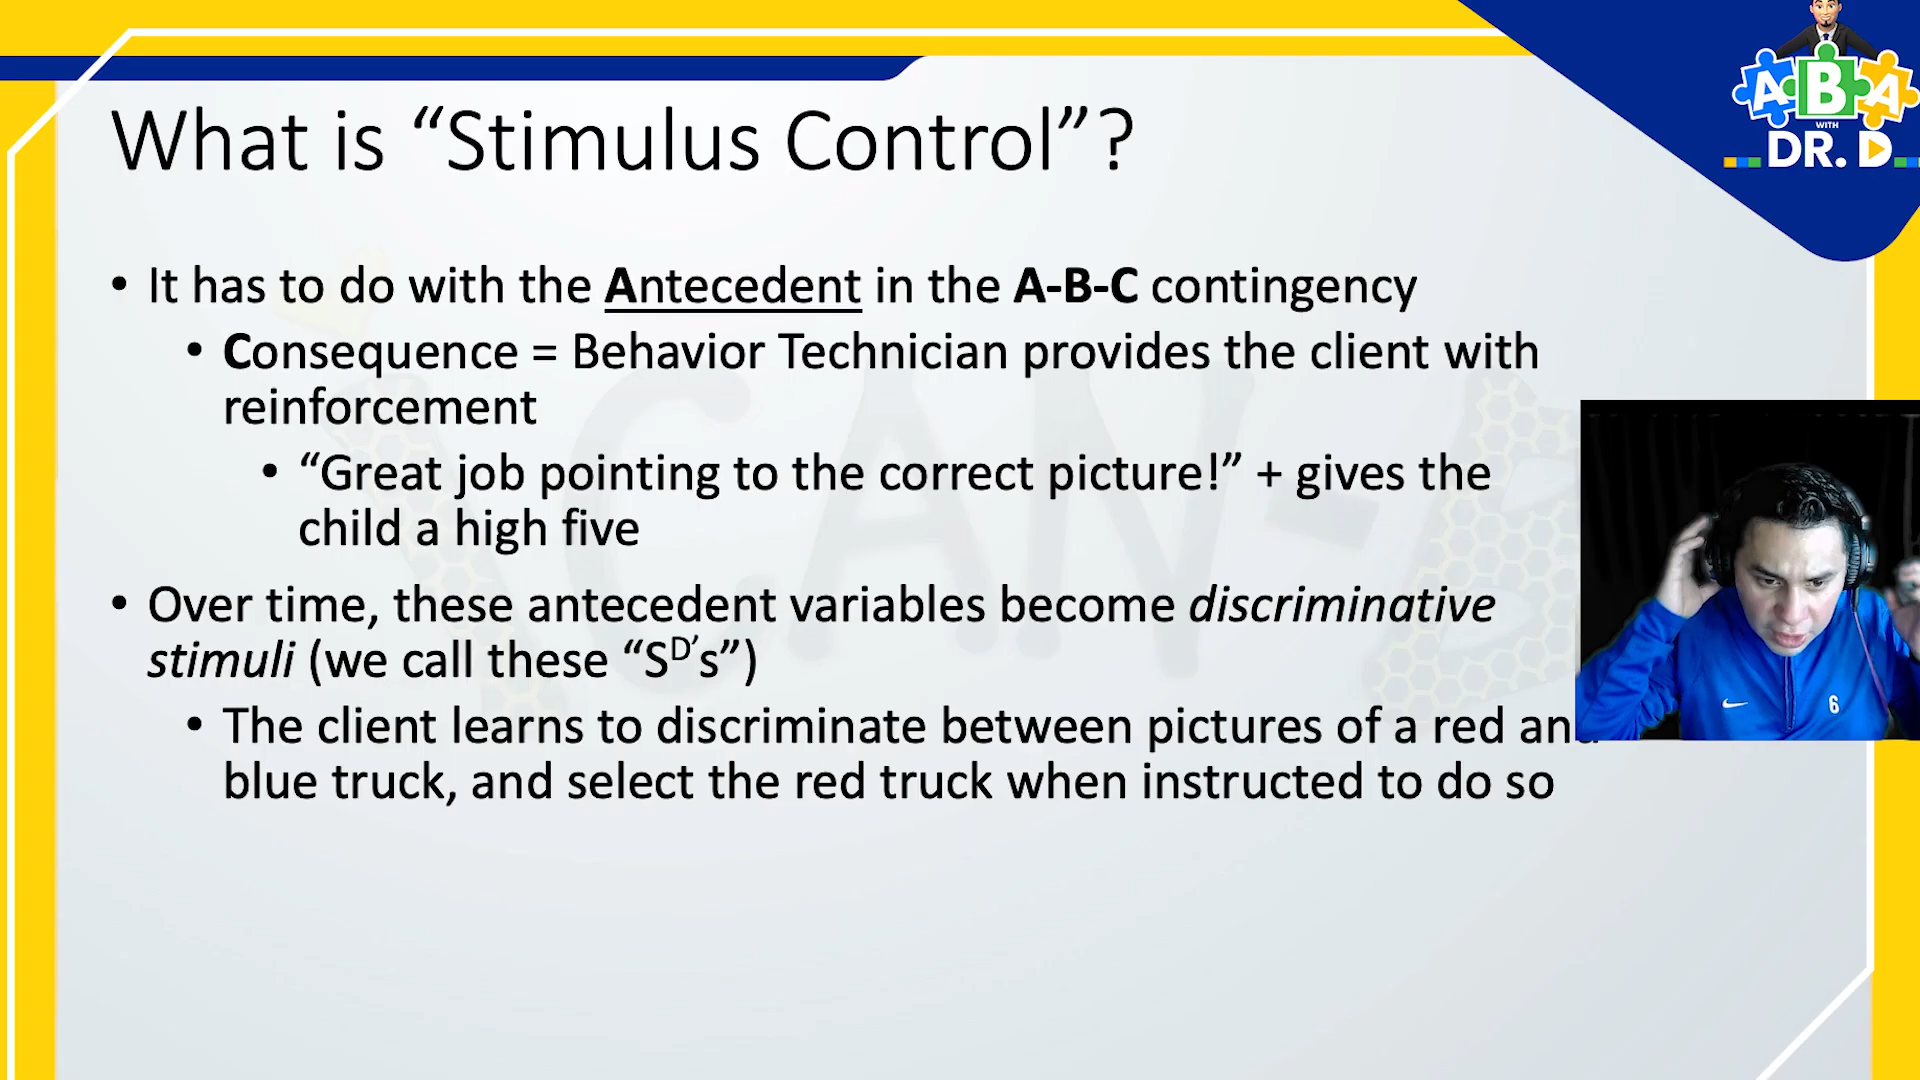 ABA
WITH
DR. D
What is “Stimulus Control”?
• It has to do with the Antecedent in the A-B-C contingency
• Consequence = Behavior Technician provides the client with
reinforcement
• “Great job pointing to the correct picture!” + gives the
child a high five
• Over time, these antecedent variables become discriminative
stimuli (we call these “Sᴰ’s”)
• The client learns to discriminate between pictures of a red and
blue truck, and select the red truck when instructed to do so
CAN
6